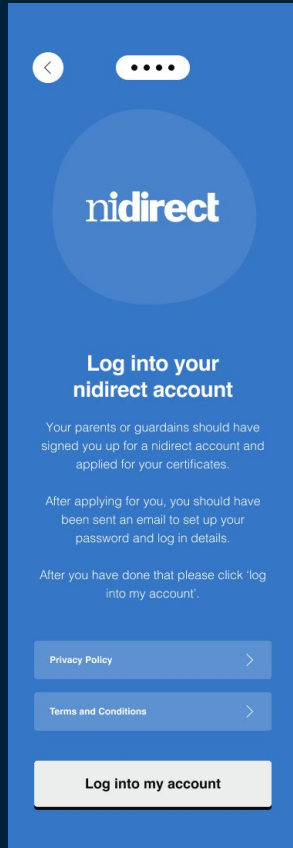 nidirect
Log into your
nidirect account
Your parents or guardains should have
signed you up for a nidirect account and
applied for your certificates.
After applying for you, you should have
been sent an email to set up your
password and log in details.
After you have done that please click ‘log
into my account’.
Privacy Policy
Terms and Conditions
Log into my account